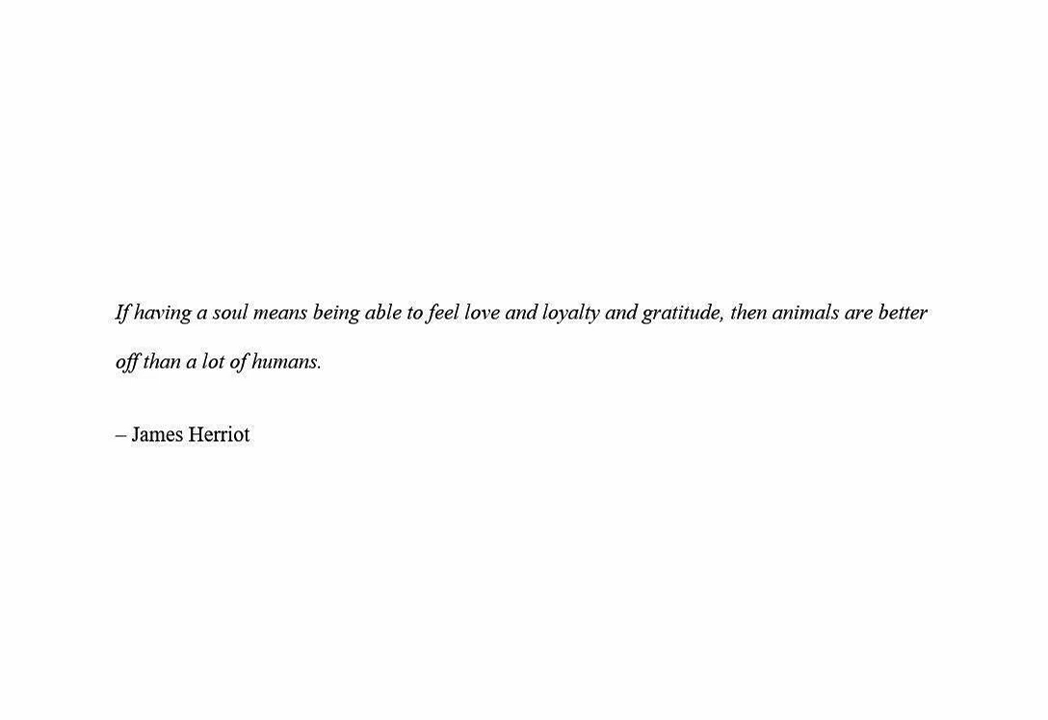 If having a soul means being able to feel love and loyalty and gratitude, then animals are better
off than a lot of humans.
– James Herriot